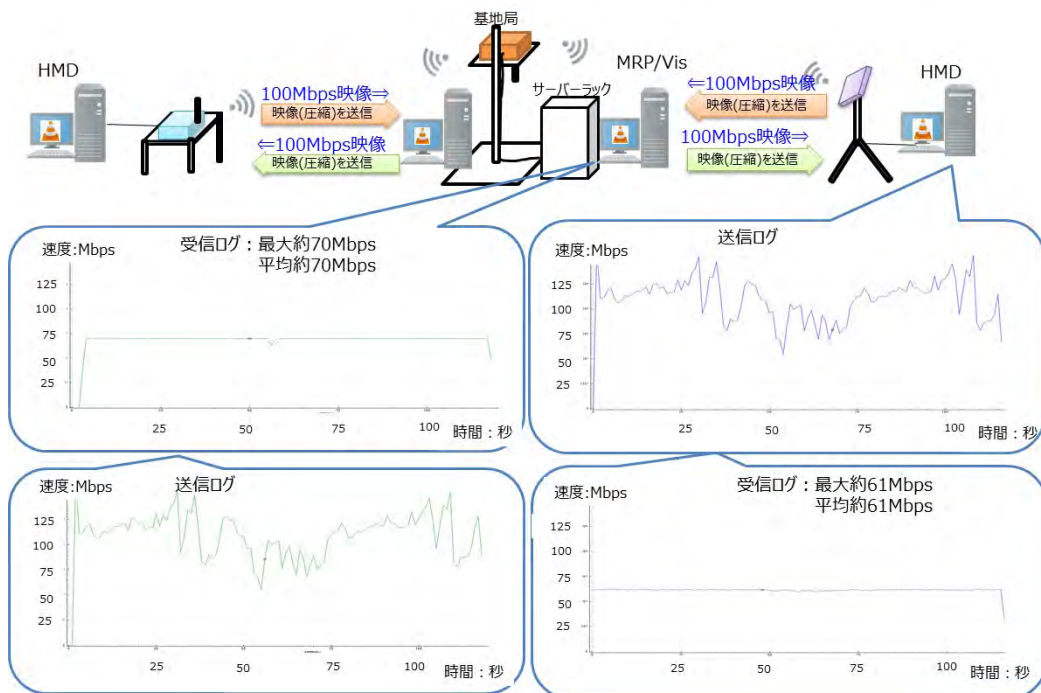 基地局
HMD
MRP/Vis
HMD
サーバーラック
100Mbps映像⇒
映像(圧縮)を送信
⇐100Mbps映像
映像(圧縮)を送信
⇐100Mbps映像
映像(圧縮)を送信
100Mbps映像⇒
映像(圧縮)を送信
速度:Mbps
受信ログ：最大約70Mbps
平均約70Mbps
125
100
75
50
25
25
50
75
100
時間：秒
速度:Mbps
送信ログ
125
100
75
50
25
25
50
75
100
時間：秒
速度:Mbps
送信ログ
125
100
75
50
25
25
50
75
100
時間：秒
速度:Mbps
受信ログ：最大約61Mbps
平均約61Mbps
125
100
75
50
25
25
50
75
100
時間：秒